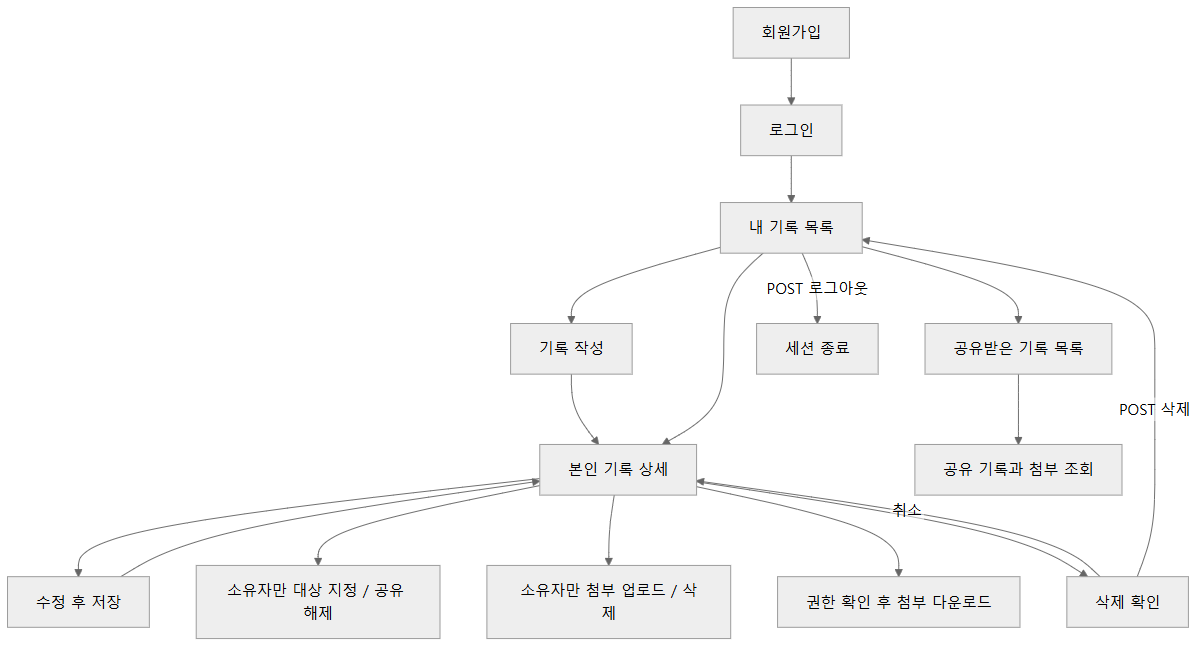 회원가입
로그인
내 기록 목록
POST 로그아웃
기록 작성
세션 종료
공유받은 기록 목록
POST 삭제
본인 기록 상세
공유 기록과 첨부 조회
취소
수정 후 저장
소유자만 대상 지정 / 공유
해제
소유자만 첨부 업로드 / 삭
제
권한 확인 후 첨부 다운로드
삭제 확인